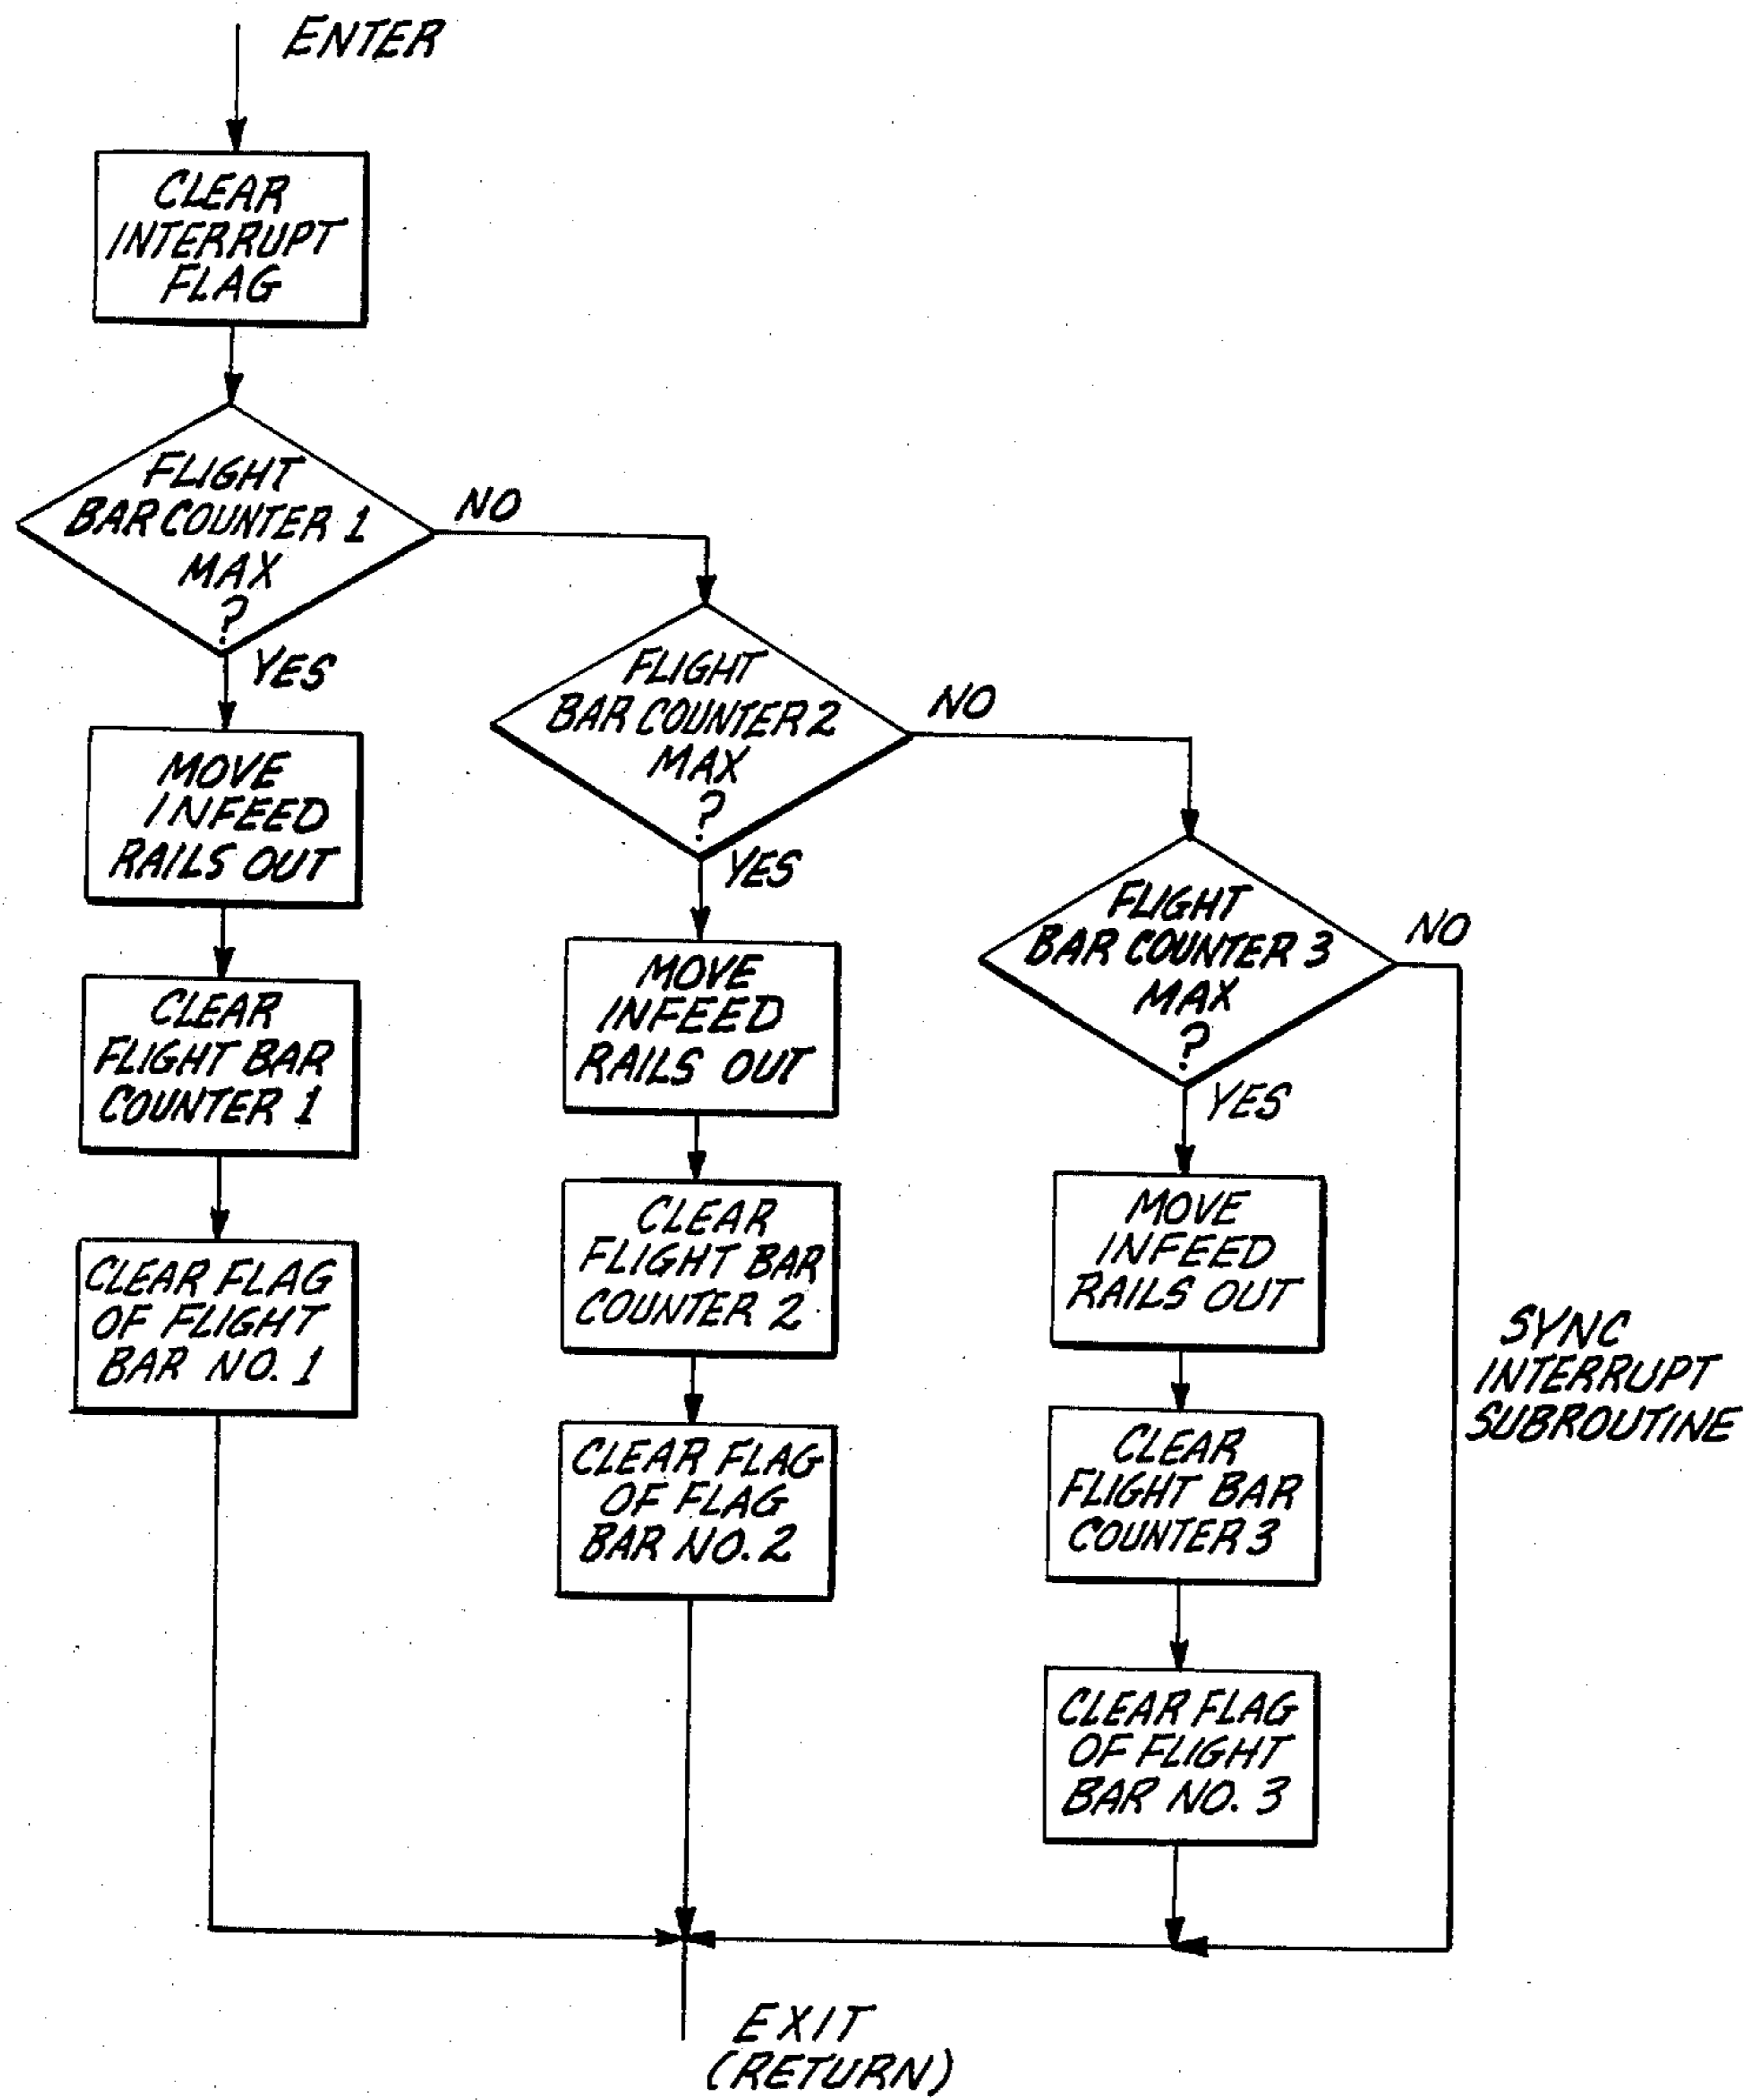 ENTER
CLEAR
INTERRUPT
FLAG
FLIGHT
BAR COUNTER 1
MAX
?
NO
YES
MOVE
INFEED
RAILS OUT
CLEAR
FLIGHT BAR
COUNTER 1
CLEAR FLAG
OF FLIGHT
BAR NO. 1
FLIGHT
BAR COUNTER 2
MAX
?
NO
YES
MOVE
INFEED
RAILS OUT
CLEAR
FLIGHT BAR
COUNTER 2
CLEAR FLAG
OF FLAG
BAR NO. 2
FLIGHT
BAR COUNTER 3
MAX
?
NO
YES
MOVE
INFEED
RAILS OUT
CLEAR
FLIGHT BAR
COUNTER 3
CLEAR FLAG
OF FLIGHT
BAR NO. 3
SYNC
INTERRUPT
SUBROUTINE
EXIT
(RETURN)